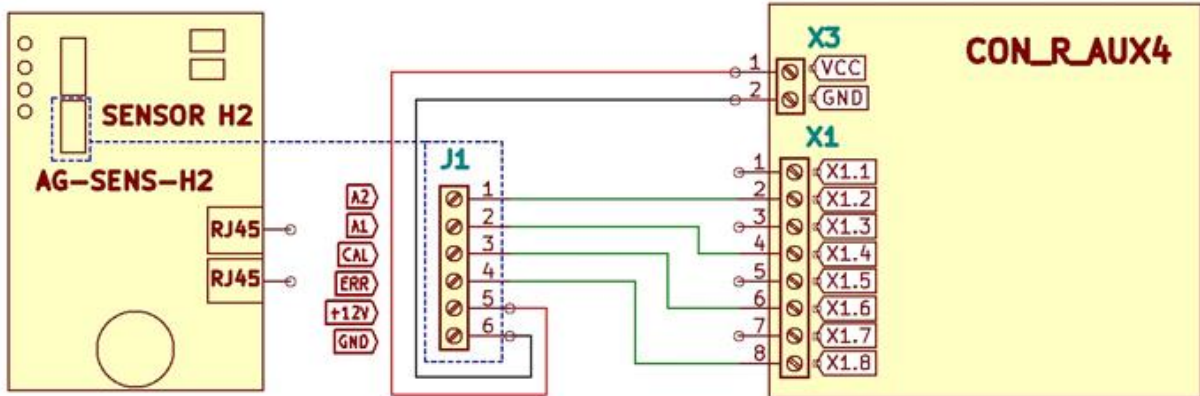 SENSOR H2
AG-SENS-H2
RJ45
RJ45
A2
A1
CAL
ERR
+12V
GND
J1
1
2
3
4
5
6
CON_R_AUX4
X3
1 VCC
2 GND
X1
1 X1.1
2 X1.2
3 X1.3
4 X1.4
5 X1.5
6 X1.6
7 X1.7
8 X1.8